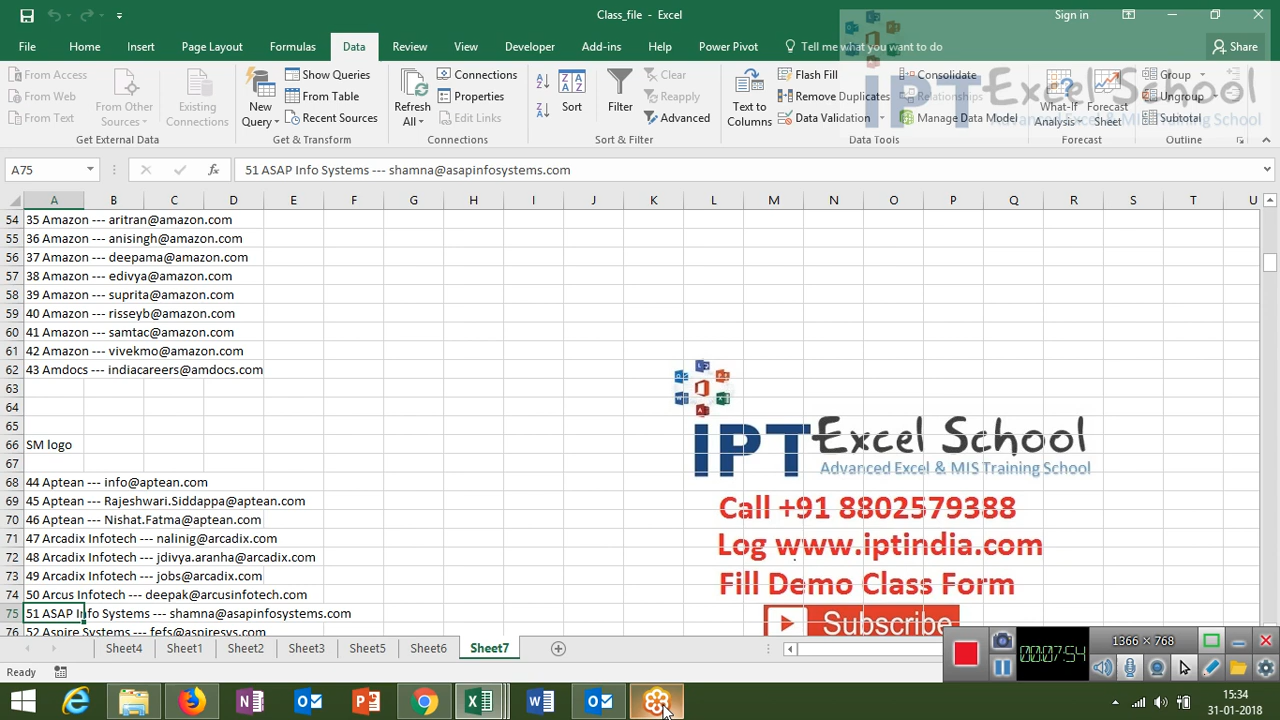 Class_file - Excel
Sign in
File Home Insert Page Layout Formulas Data Review View Developer Add-ins Help Power Pivot Tell me what you want to do Share
From Access
From Web
From Text
From Other Sources
Existing Connections
Get External Data
New Query
Show Queries
From Table
Recent Sources
Get & Transform
Refresh All
Connections
Properties
Edit Links
Connections
Sort
Filter
Clear
Reapply
Advanced
Sort & Filter
Text to Columns
Flash Fill
Remove Duplicates
Data Validation
Consolidate
Relationships
Manage Data Model
Data Tools
What-If Analysis
Forecast Sheet
Forecast
Group
Ungroup
Subtotal
Outline
IPT Excel School
A75
51 ASAP Info Systems --- shamna@asapinfosystems.com
A B C D E F G H I J K L M N O P Q R S T U
54 35 Amazon --- aritran@amazon.com
55 36 Amazon --- anisingh@amazon.com
56 37 Amazon --- deepama@amazon.com
57 38 Amazon --- edivya@amazon.com
58 39 Amazon --- suprita@amazon.com
59 40 Amazon --- risseyb@amazon.com
60 41 Amazon --- samtac@amazon.com
61 42 Amazon --- vivekmo@amazon.com
62 43 Amdocs --- indiacareers@amdocs.com
63
64
65
66 SM logo
67
68 44 Aptean --- info@aptean.com
69 45 Aptean --- Rajeshwari.Siddappa@aptean.com
70 46 Aptean --- Nishat.Fatma@aptean.com
71 47 Arcadix Infotech --- nalinig@arcadix.com
72 48 Arcadix Infotech --- jdivya.aranha@arcadix.com
73 49 Arcadix Infotech --- jobs@arcadix.com
74 50 Arcus Infotech --- deepak@arcusinfotech.com
75 51 ASAP Info Systems --- shamna@asapinfosystems.com
76 52 Aspire Systems --- fefs@aspiresys.com
IPT Excel School
Advanced Excel & MIS Training School
Call +91 8802579388
Log www.iptindia.com
Fill Demo Class Form
Subscribe
Sheet4 Sheet1 Sheet2 Sheet3 Sheet5 Sheet6 Sheet7
Ready
00:07:54
1366 × 768
15:34
31-01-2018